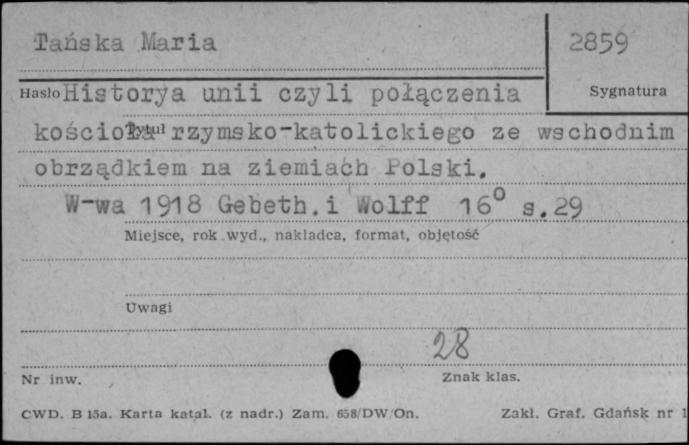 Tańska Maria
2859
Hasło Historya unii czyli połączenia
Sygnatura
kościoła rzymsko-katolickiego ze wschodnim
Tytuł
obrządkiem na ziemiach Polski.
W-wa 1918 Gebeth.i Wolff 16° s.29
Miejsce, rok wyd., nakładca, format, objętość
Uwagi
28
Nr inw.
Znak klas.
CWD. B 15a. Karta katal. (z nadr.) Zam. 658/DW/On.
Zakł. Graf. Gdańsk nr 1